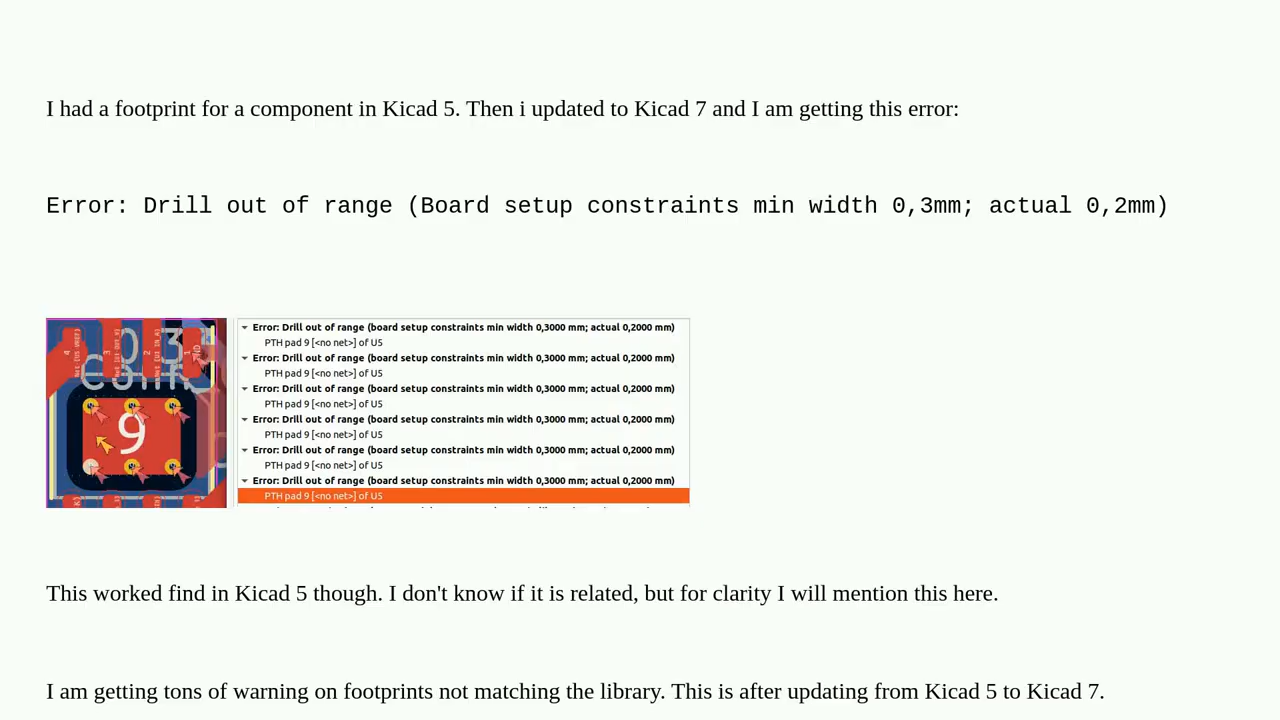 I had a footprint for a component in Kicad 5. Then i updated to Kicad 7 and I am getting this error:
Error: Drill out of range (Board setup constraints min width 0,3mm; actual 0,2mm)
4
3
2
1
9
Error: Drill out of range (board setup constraints min width 0,3000 mm; actual 0,2000 mm)
PTH pad 9 [<no net>] of U5
Error: Drill out of range (board setup constraints min width 0,3000 mm; actual 0,2000 mm)
PTH pad 9 [<no net>] of U5
Error: Drill out of range (board setup constraints min width 0,3000 mm; actual 0,2000 mm)
PTH pad 9 [<no net>] of U5
Error: Drill out of range (board setup constraints min width 0,3000 mm; actual 0,2000 mm)
PTH pad 9 [<no net>] of U5
Error: Drill out of range (board setup constraints min width 0,3000 mm; actual 0,2000 mm)
PTH pad 9 [<no net>] of U5
Error: Drill out of range (board setup constraints min width 0,3000 mm; actual 0,2000 mm)
PTH pad 9 [<no net>] of U5
This worked find in Kicad 5 though. I don't know if it is related, but for clarity I will mention this here.
I am getting tons of warning on footprints not matching the library. This is after updating from Kicad 5 to Kicad 7.